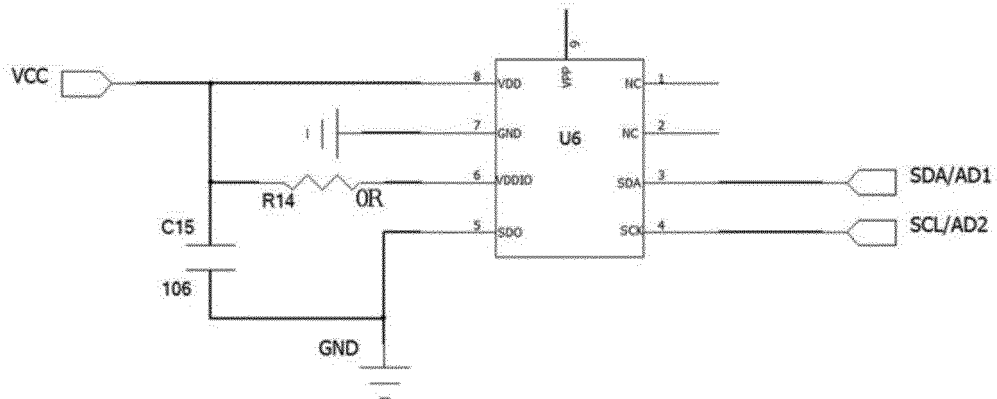 9
VPP
VCC
8
VDD
NC
1
7
GND
U6
NC
2
6
VDDIO
SDA
3
SDA/AD1
R14
0R
C15
5
SDO
SCK
4
SCL/AD2
106
GND